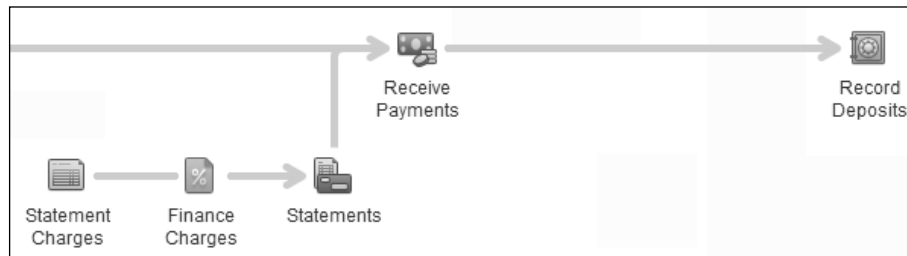 Receive
Payments
Record
Deposits
Statement
Charges
Finance
Charges
Statements
%